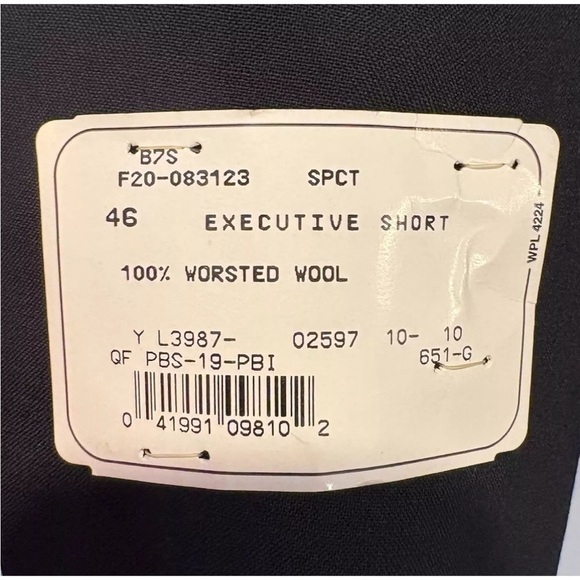 B7S
F20-083123 SPCT
46 EXECUTIVE SHORT
100% WORSTED WOOL
Y L3987- 02597 10- 10
QF PBS-19-PBI 651-G
0 41991 09810 2
WPL 4224